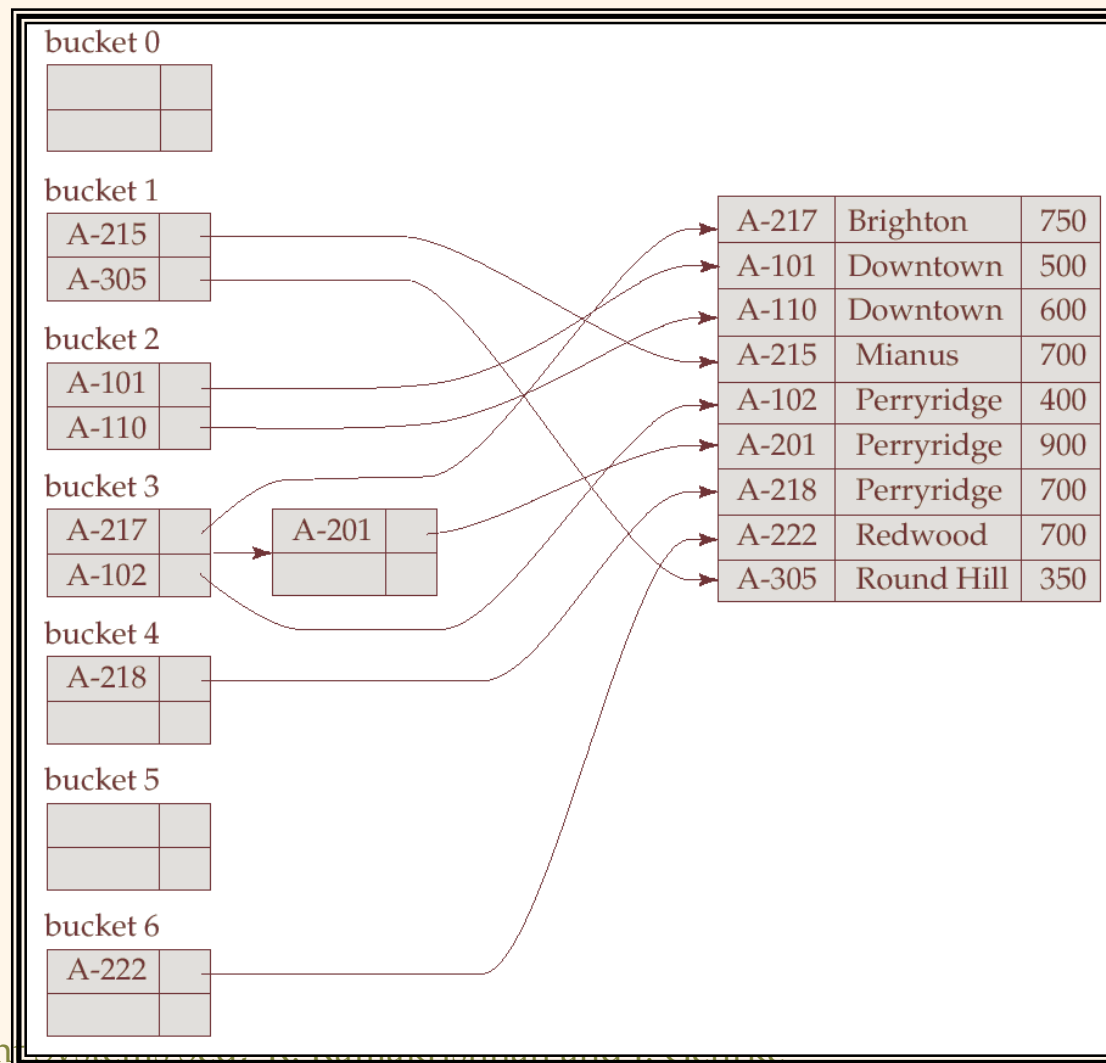 bucket 0
bucket 1
A-215
A-305
bucket 2
A-101
A-110
bucket 3
A-217
A-102
A-201
bucket 4
A-218
bucket 5
bucket 6
A-222
A-217 Brighton 750
A-101 Downtown 500
A-110 Downtown 600
A-215 Mianus 700
A-102 Perryridge 400
A-201 Perryridge 900
A-218 Perryridge 700
A-222 Redwood 700
A-305 Round Hill 350